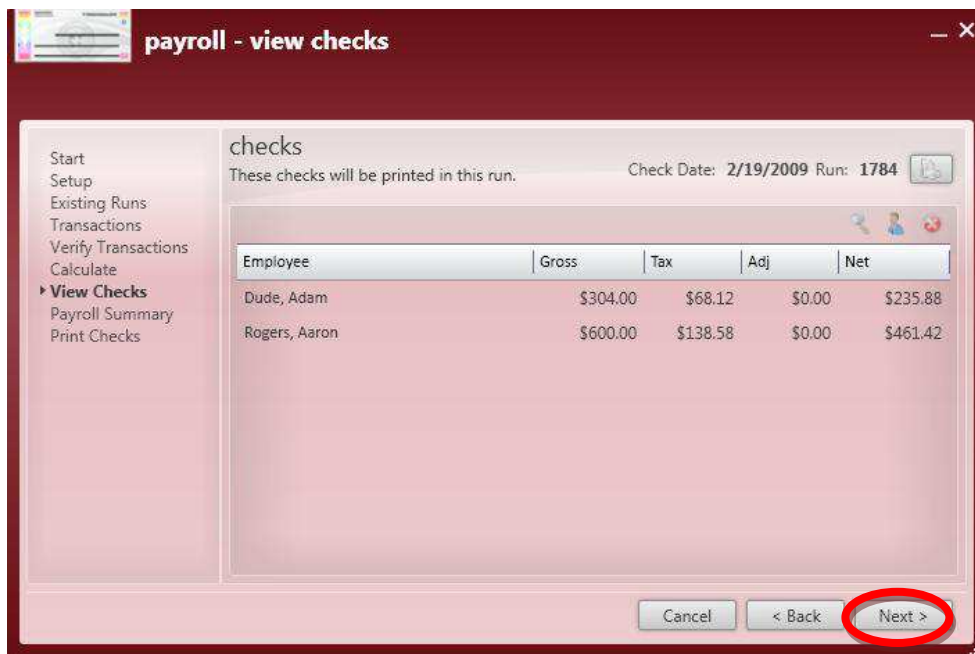 payroll - view checks
Start
Setup
Existing Runs
Transactions
Verify Transactions
Calculate
View Checks
Payroll Summary
Print Checks
checks
These checks will be printed in this run.
Check Date: 2/19/2009 Run: 1784
Employee Gross Tax Adj Net
Dude, Adam $304.00 $68.12 $0.00 $235.88
Rogers, Aaron $600.00 $138.58 $0.00 $461.42
Cancel < Back Next >